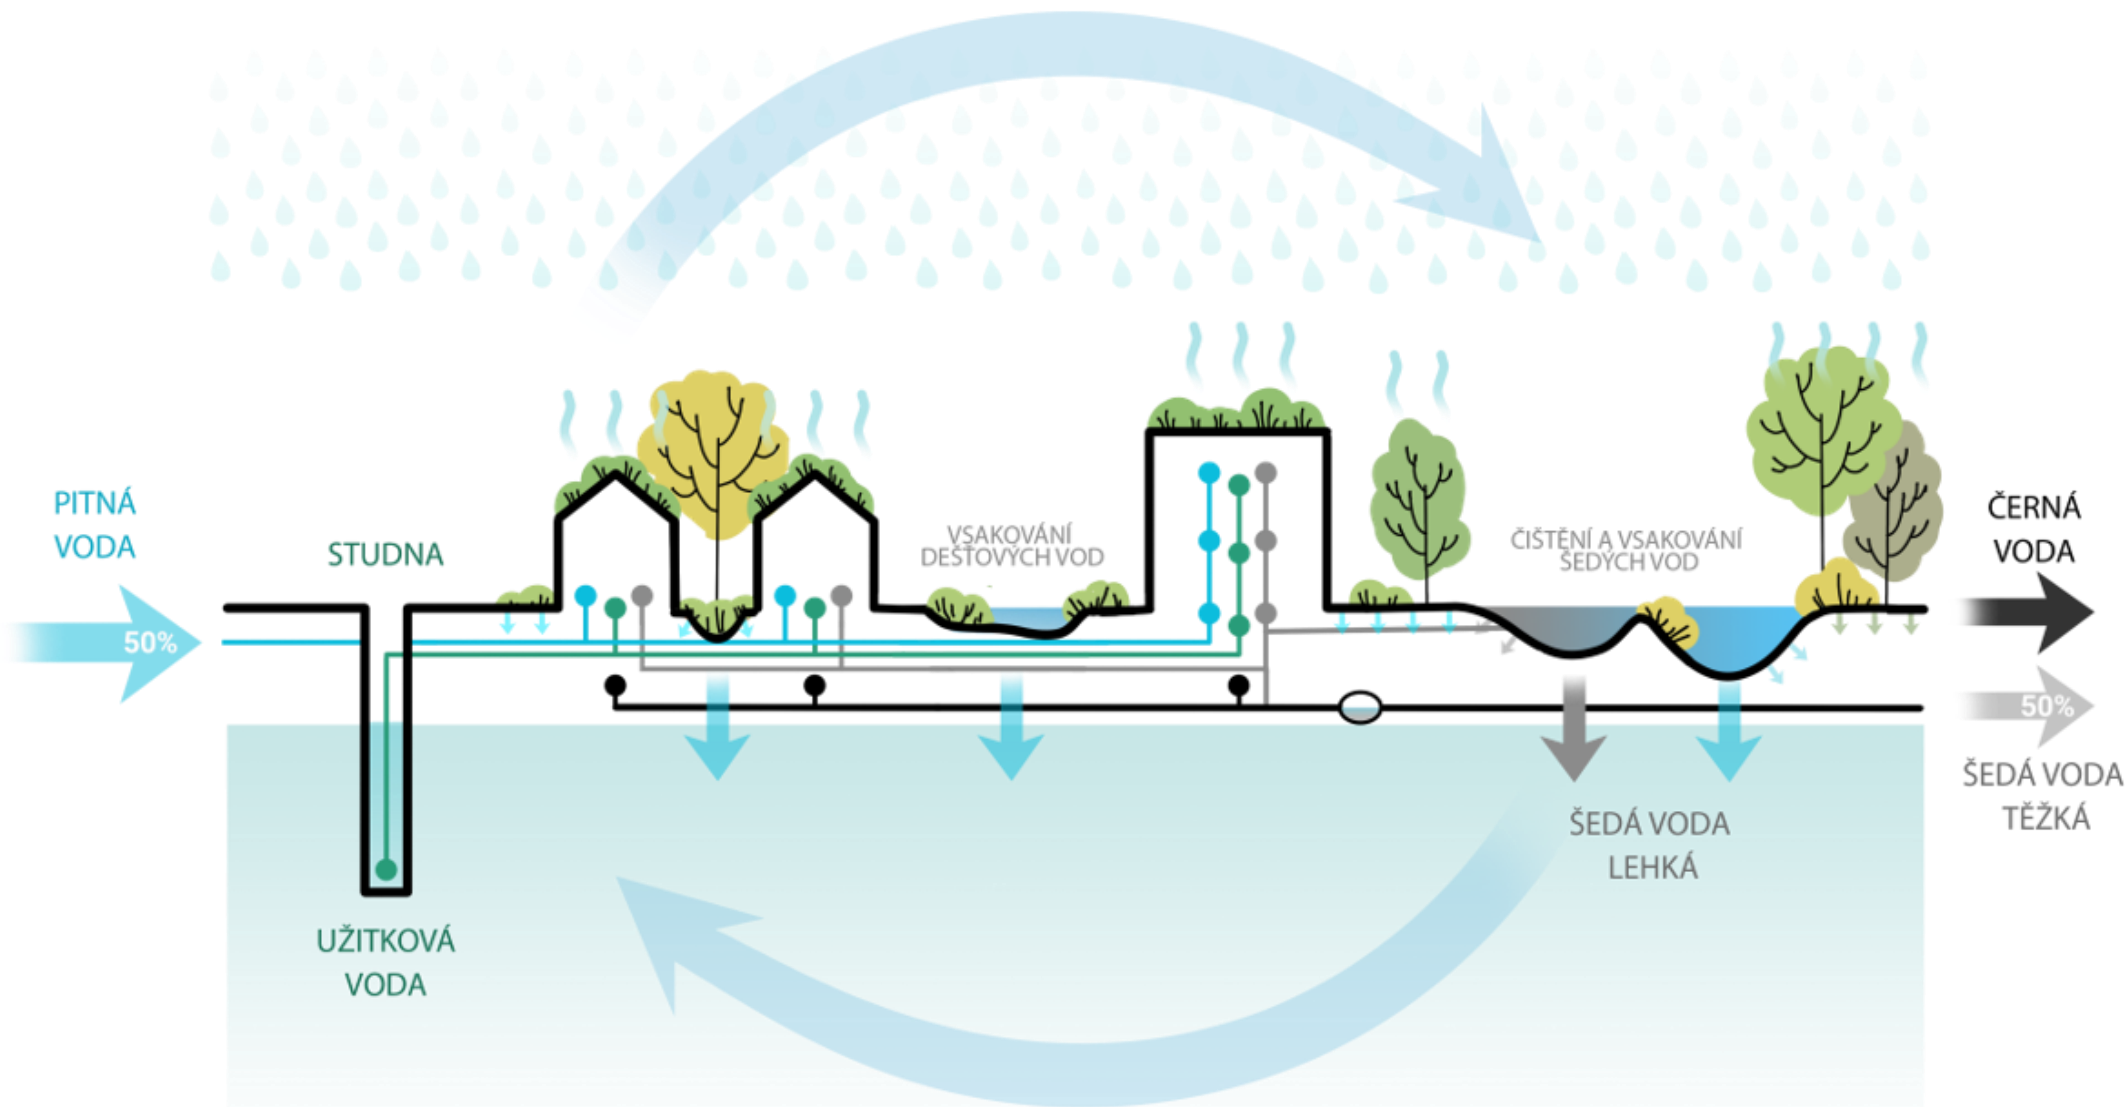 PITNÁ
VODA
50%
STUDNA
UŽITKOVÁ
VODA
VSAKOVÁNÍ
DEŠŤOVÝCH VOD
ČIŠTĚNÍ A VSAKOVÁNÍ
ŠEDÝCH VOD
ŠEDÁ VODA
LEHKÁ
ČERNÁ
VODA
50%
ŠEDÁ VODA
TĚŽKÁ